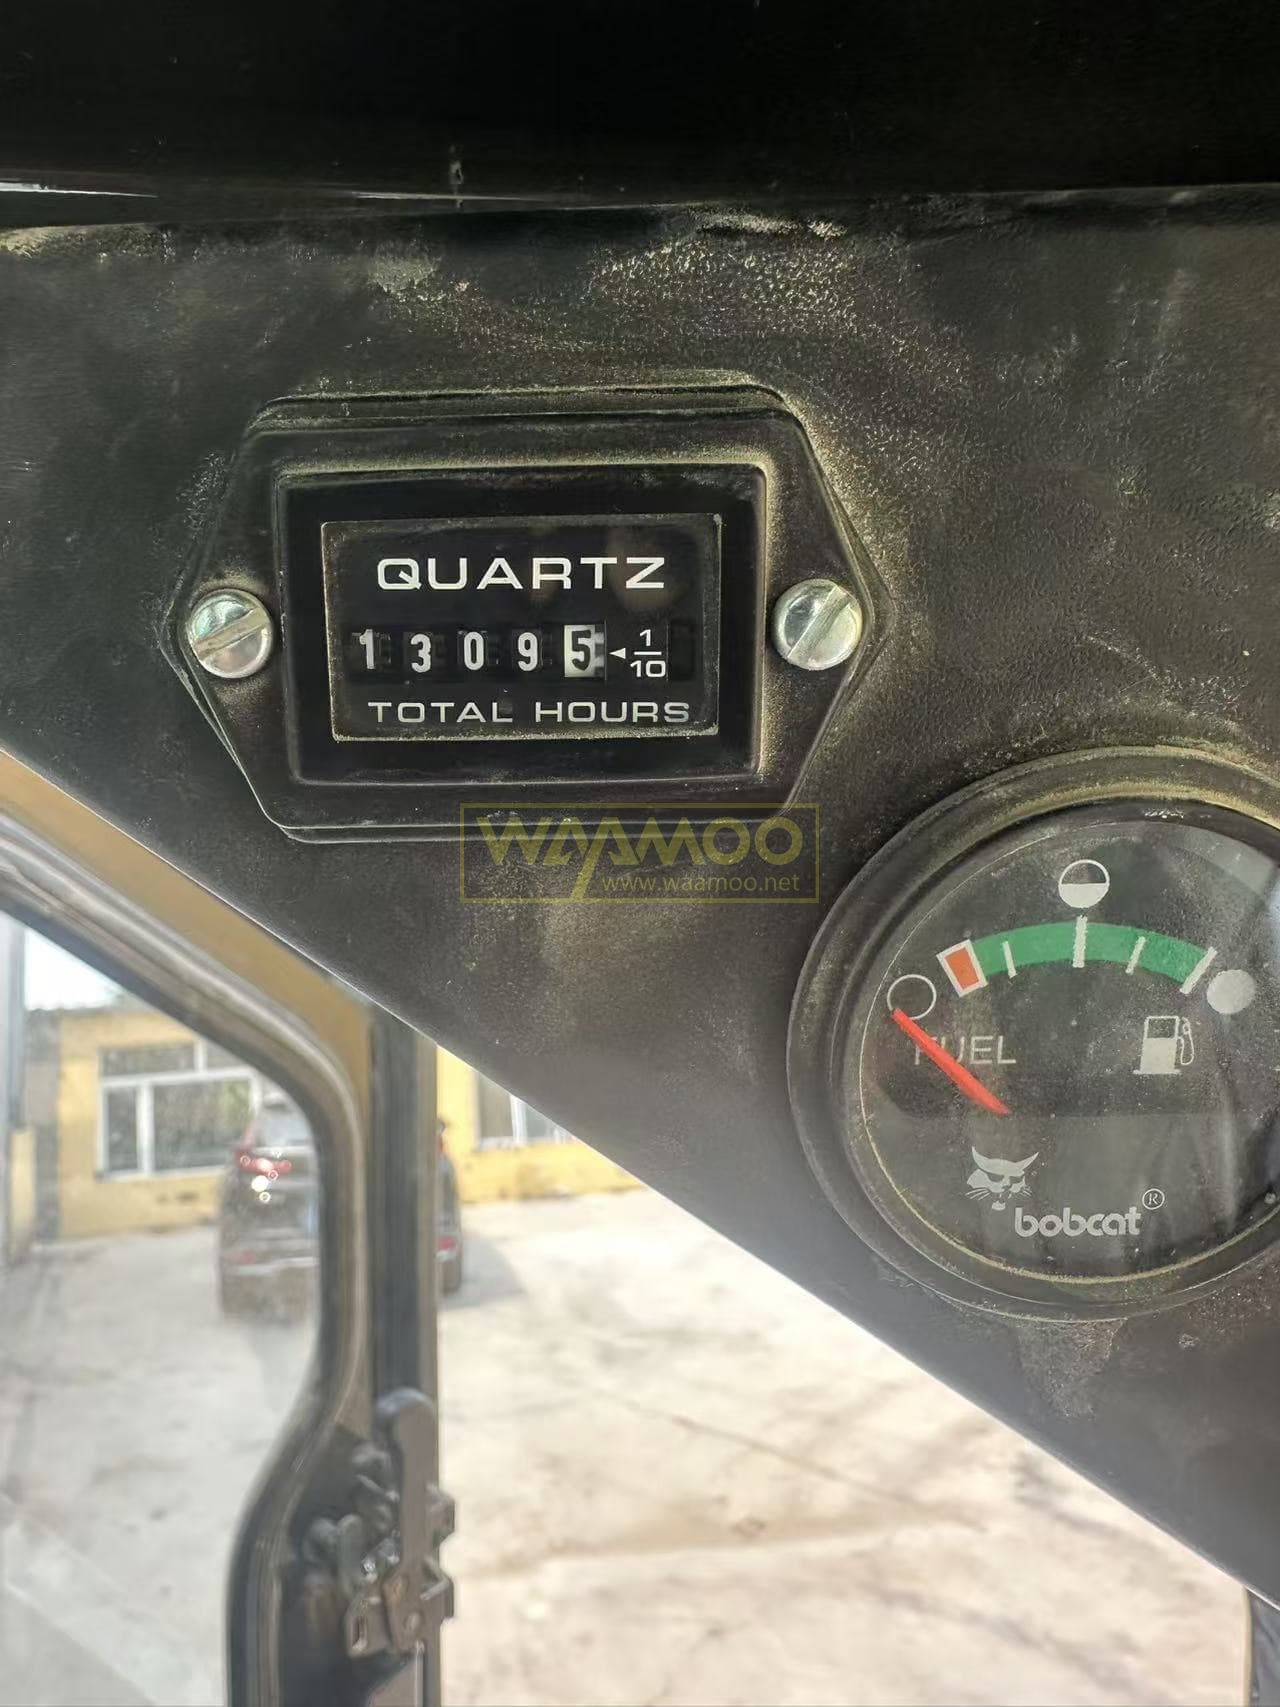 QUARTZ
13095 ◄ 1/10
TOTAL HOURS
WAAMOO
www.waamoo.net
FUEL
bobcat®